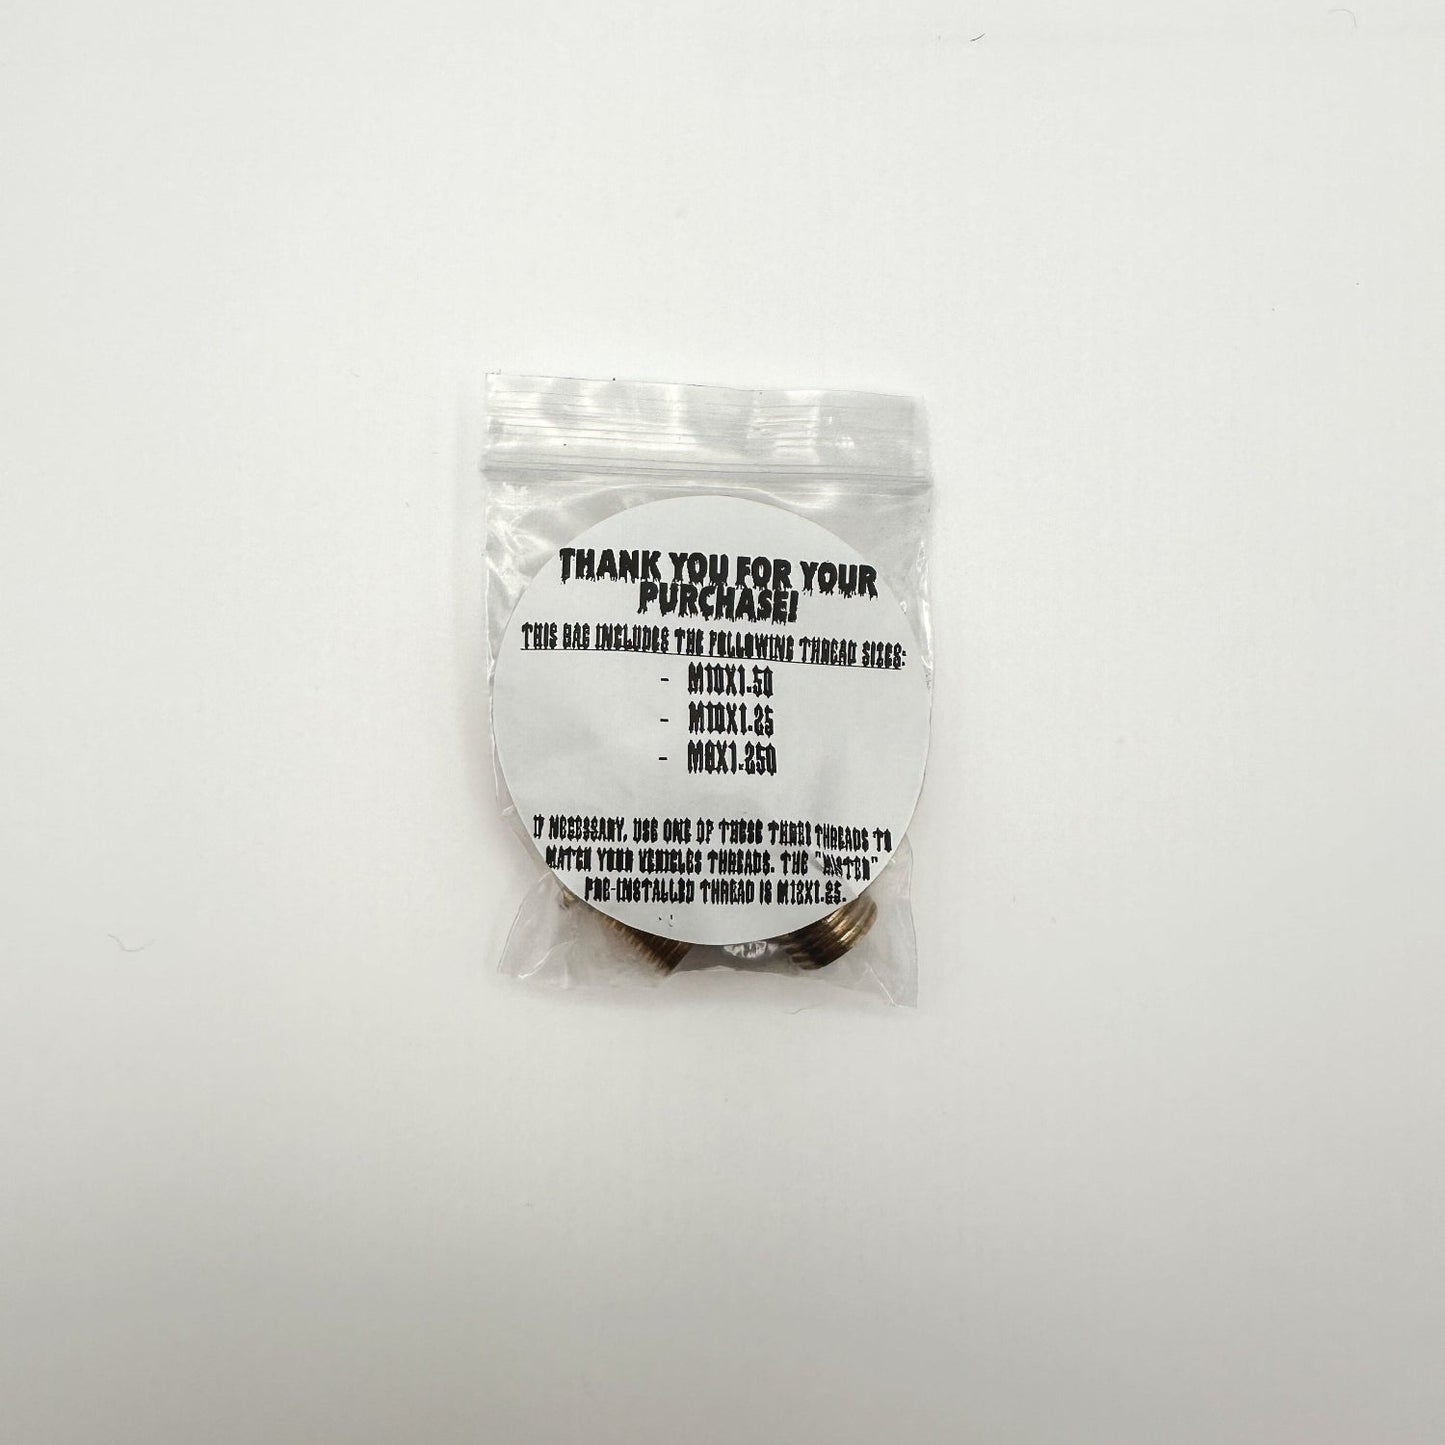 THANK YOU FOR YOUR
PURCHASE!
THIS BAG INCLUDES THE FOLLOWING THREAD SIZES:
- M10X1.50
- M10X1.25
- M8X1.250
IF NECESSARY, USE ONE OF THESE THREE THREADS TO
MATCH YOUR VEHICLES THREADS. THE
PRE-INSTALLED THREAD IS M12X1.25.